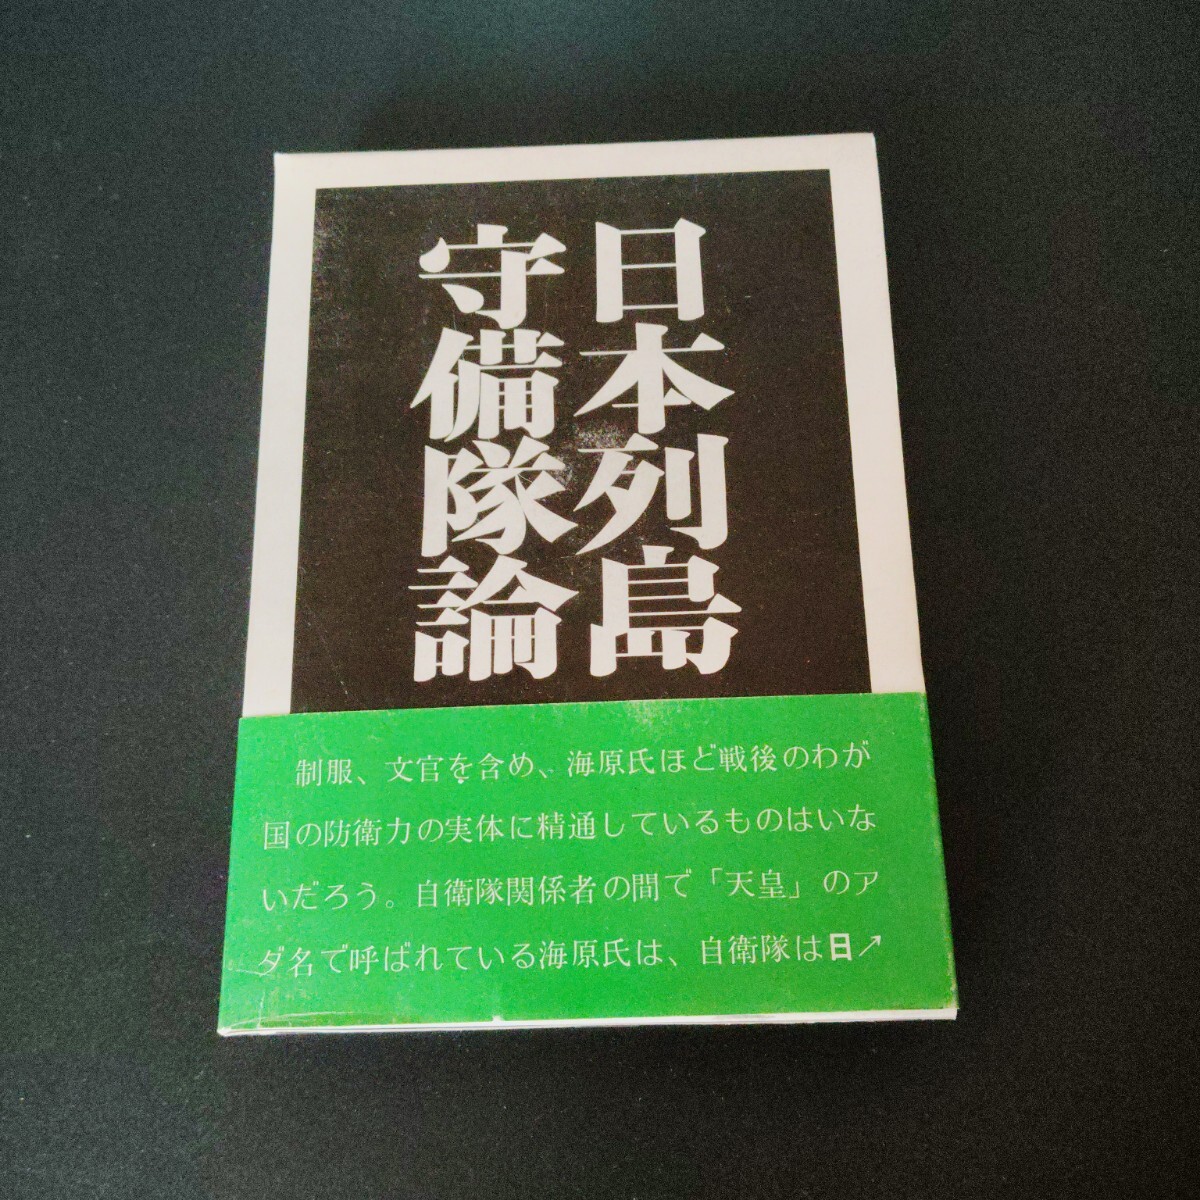 日本列島
守備隊論
制服、文官を含め、海原氏ほど戦後のわが
国の防衛力の実体に精通しているものはいな
いだろう。自衛隊関係者の間で「天皇」のア
ダ名で呼ばれている海原氏は、自衛隊は日↗